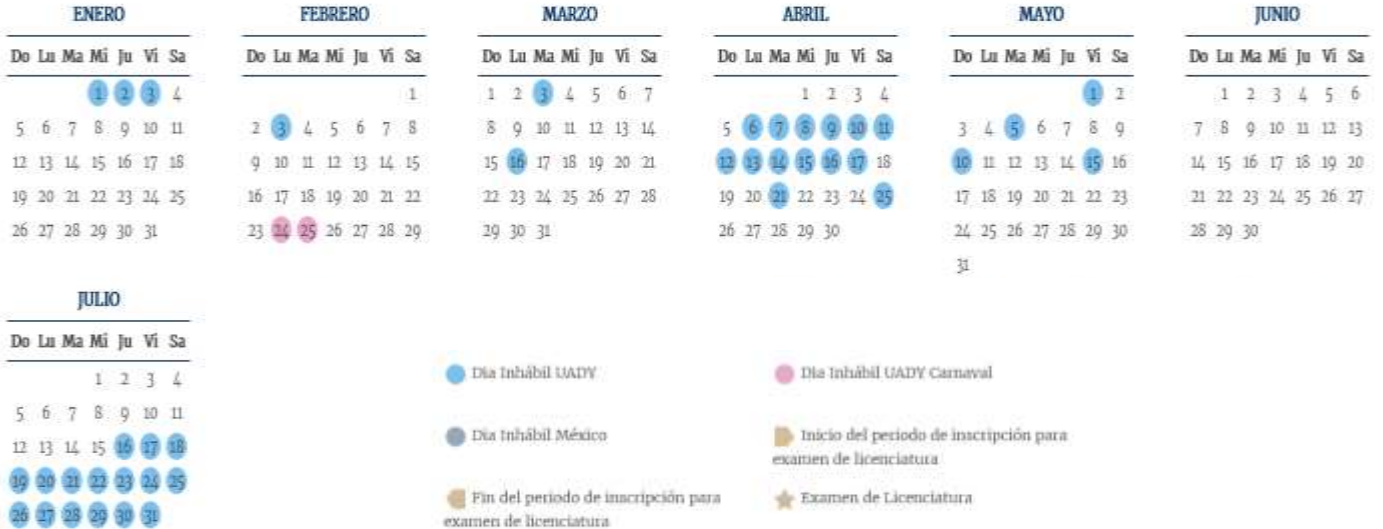 ENERO FEBRERO MARZO ABRIL MAYO JUNIO
Do Lu Ma Mi Ju Vi Sa Do Lu Ma Mi Ju Vi Sa Do Lu Ma Mi Ju Vi Sa Do Lu Ma Mi Ju Vi Sa Do Lu Ma Mi Ju Vi Sa Do Lu Ma Mi Ju Vi Sa
1 2 3 4 1 1 2 3 4 5 6 7 1 2 3 4 1 2 1 2 3 4 5 6
5 6 7 8 9 10 11 2 3 4 5 6 7 8 8 9 10 11 12 13 14 5 6 7 8 9 10 11 3 4 5 6 7 8 9 7 8 9 10 11 12 13
12 13 14 15 16 17 18 9 10 11 12 13 14 15 15 16 17 18 19 20 21 12 13 14 15 16 17 18 10 11 12 13 14 15 16 14 15 16 17 18 19 20
19 20 21 22 23 24 25 16 17 18 19 20 21 22 22 23 24 25 26 27 28 19 20 21 22 23 24 25 17 18 19 20 21 22 23 21 22 23 24 25 26 27
26 27 28 29 30 31 23 24 25 26 27 28 29 29 30 31 26 27 28 29 30 24 25 26 27 28 29 30 28 29 30
31
JULIO
Do Lu Ma Mi Ju Vi Sa
1 2 3 4
5 6 7 8 9 10 11
12 13 14 15 16 17 18
19 20 21 22 23 24 25
26 27 28 29 30 31
Dia Inhábil UADY
Dia Inhábil UADY Carnaval
Dia Inhábil México
Inicio del periodo de inscripción para
examen de licenciatura
Fin del periodo de inscripción para
examen de licenciatura
Examen de Licenciatura